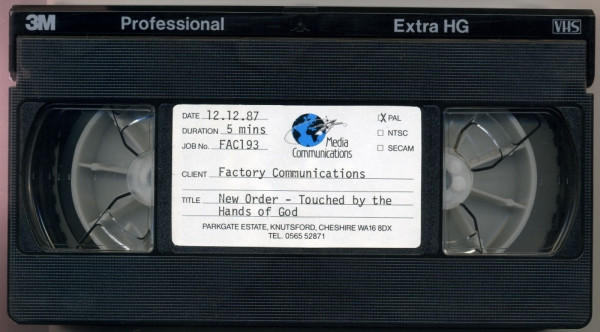 3M Professional Extra HG VHS
DATE 12.12.87
DURATION 5 mins
JOB No. FAC193
Media
Communications
☒ PAL
☐ NTSC
☐ SECAM
CLIENT Factory Communications
TITLE New Order - Touched by the
Hands of God
PARKGATE ESTATE, KNUTSFORD, CHESHIRE WA16 8DX
TEL. 0565 52871